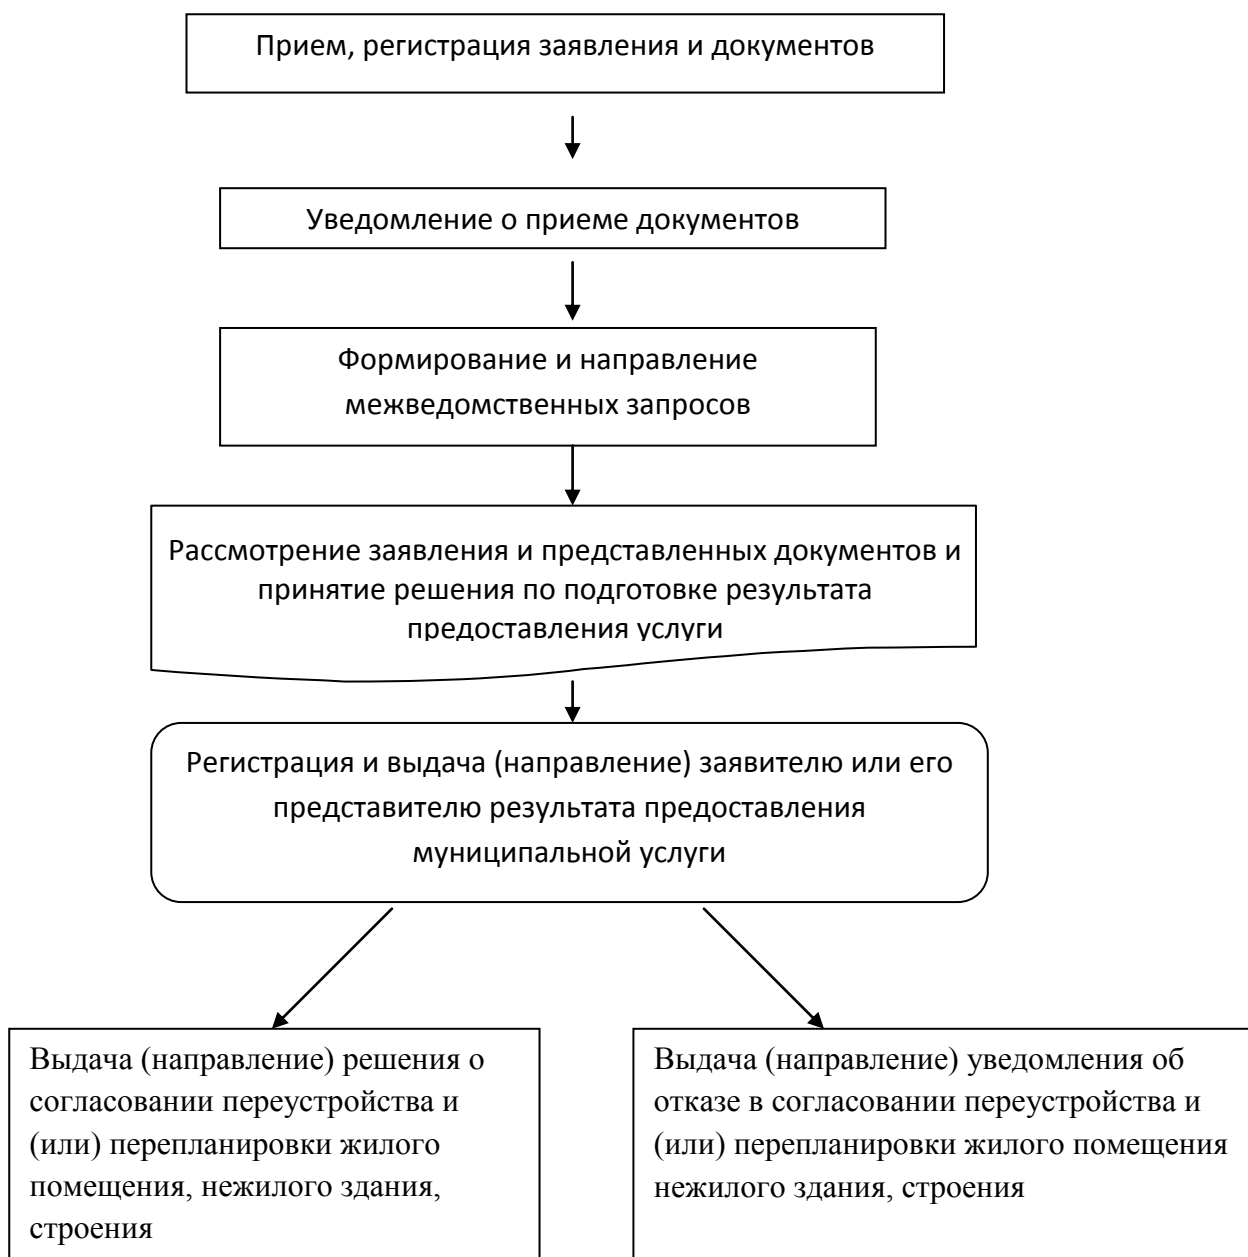 Прием, регистрация заявления и документов
Уведомление о приеме документов
Формирование и направление
межведомственных запросов
Рассмотрение заявления и представленных документов и
принятие решения по подготовке результата
предоставления услуги
Регистрация и выдача (направление) заявителю или его
представителю результата предоставления
муниципальной услуги
Выдача (направление) решения о
согласовании переустройства и
(или) перепланировки жилого
помещения, нежилого здания,
строения
Выдача (направление) уведомления об
отказе в согласовании переустройства и
(или) перепланировки жилого помещения
нежилого здания, строения